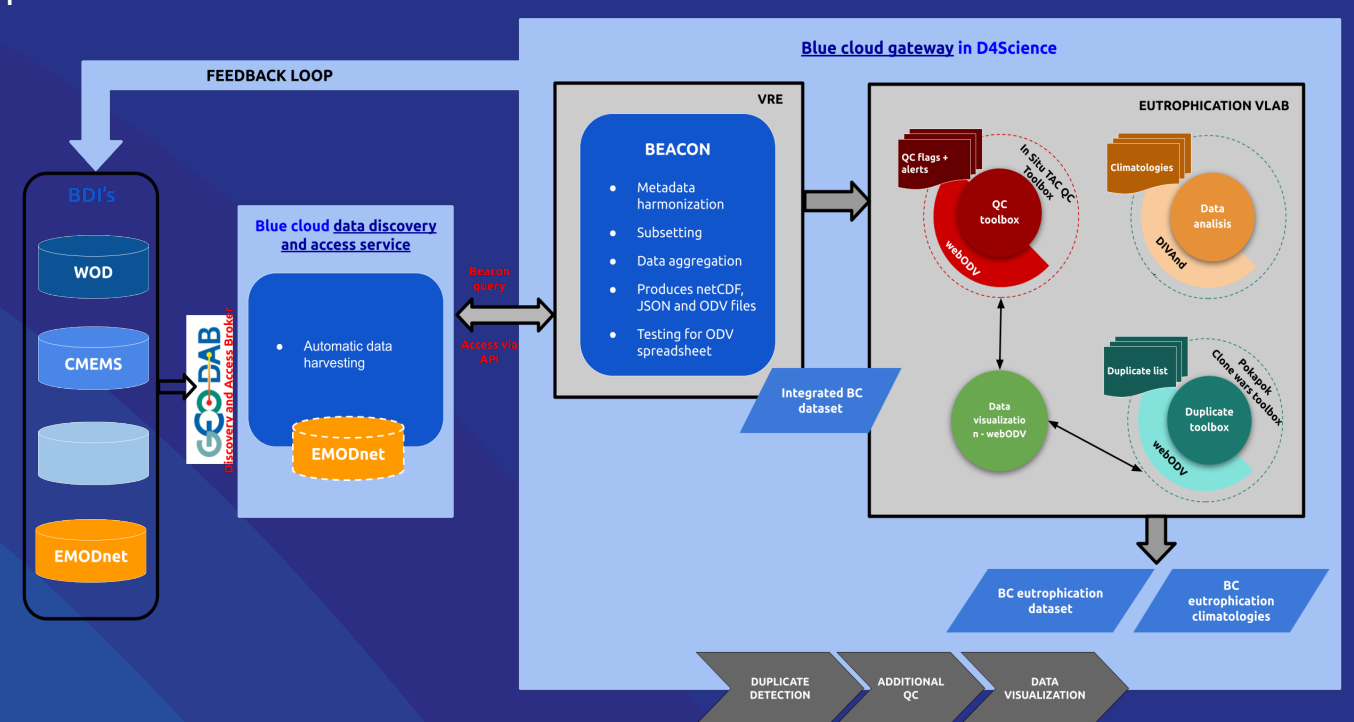 Blue cloud gateway in D4Science
FEEDBACK LOOP
BDI's
WOD
CMEMS
EMODnet
GEO DAB
Discovery and Access Broker
Blue cloud data discovery
and access service
Automatic data
harvesting
EMODnet
Beacon
query
Access via
API
VRE
BEACON
Metadata
harmonization
Subsetting
Data aggregation
Produces netCDF,
JSON and ODV files
Testing for ODV
spreadsheet
Integrated BC
dataset
EUTROPHICATION VLAB
QC flags +
alerts
In Situ TAC QC
Toolbox
QC
toolbox
webODV
Climatologies
Data
analisis
DIVAnd
Data
visualizatio
n - webODV
Duplicate list
Pokapok
Clone wars toolbox
Duplicate
toolbox
webODV
BC eutrophication
dataset
BC
eutrophication
climatologies
DUPLICATE
DETECTION
ADDITIONAL
QC
DATA
VISUALIZATION